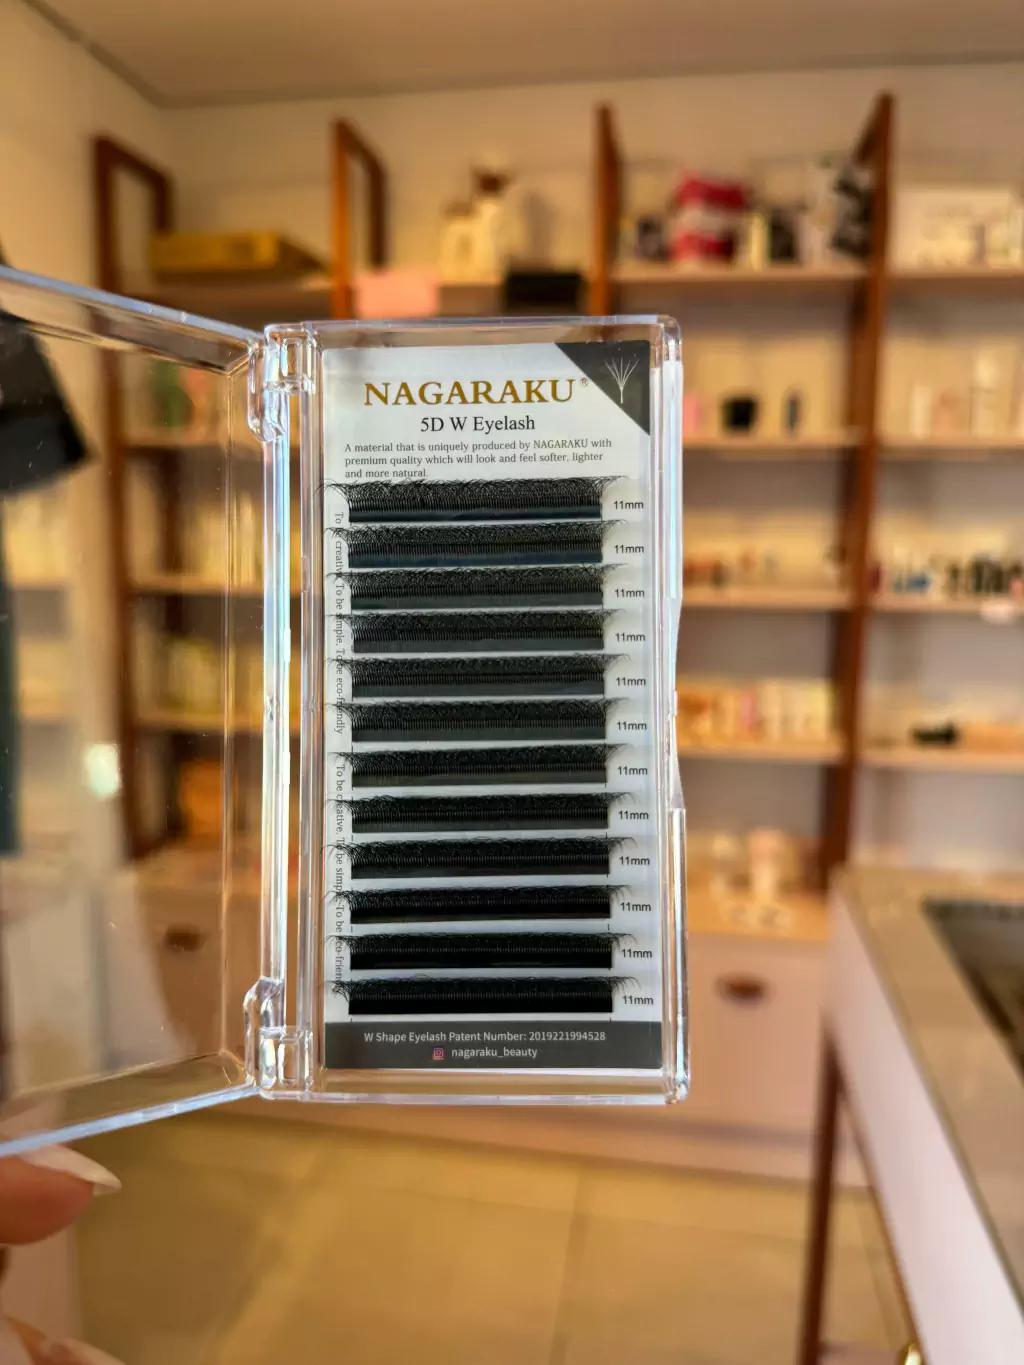 NAGARAKU®
5D W Eyelash
A material that is uniquely produced by NAGARAKU with
premium quality which will look and feel softer, lighter
and more natural.
11mm
11mm
11mm
11mm
11mm
11mm
11mm
11mm
11mm
11mm
11mm
11mm
To be creative. To be simple. To be eco-friendly
To be creative. To be simple. To be eco-frien
W Shape Eyelash Patent Number: 2019221994528
nagaraku_beauty